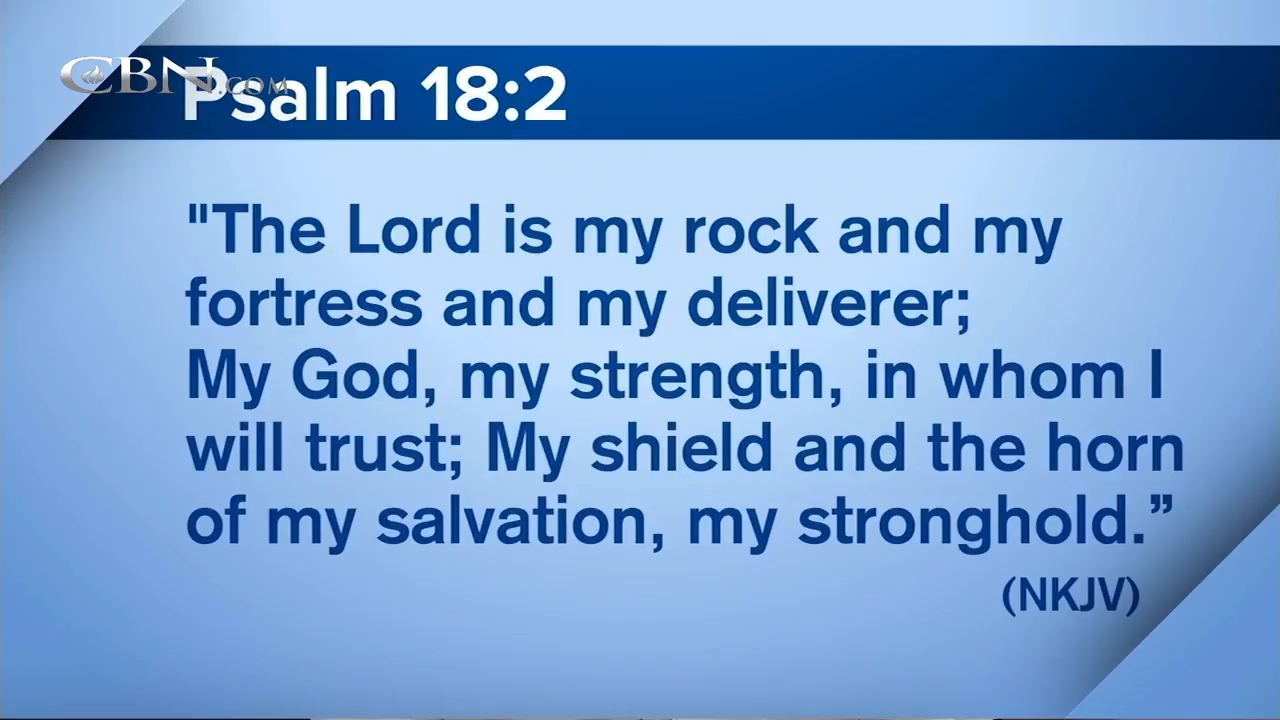 CBN.COM
Psalm 18:2
"The Lord is my rock and my
fortress and my deliverer;
My God, my strength, in whom I
will trust; My shield and the horn
of my salvation, my stronghold.”
(NKJV)